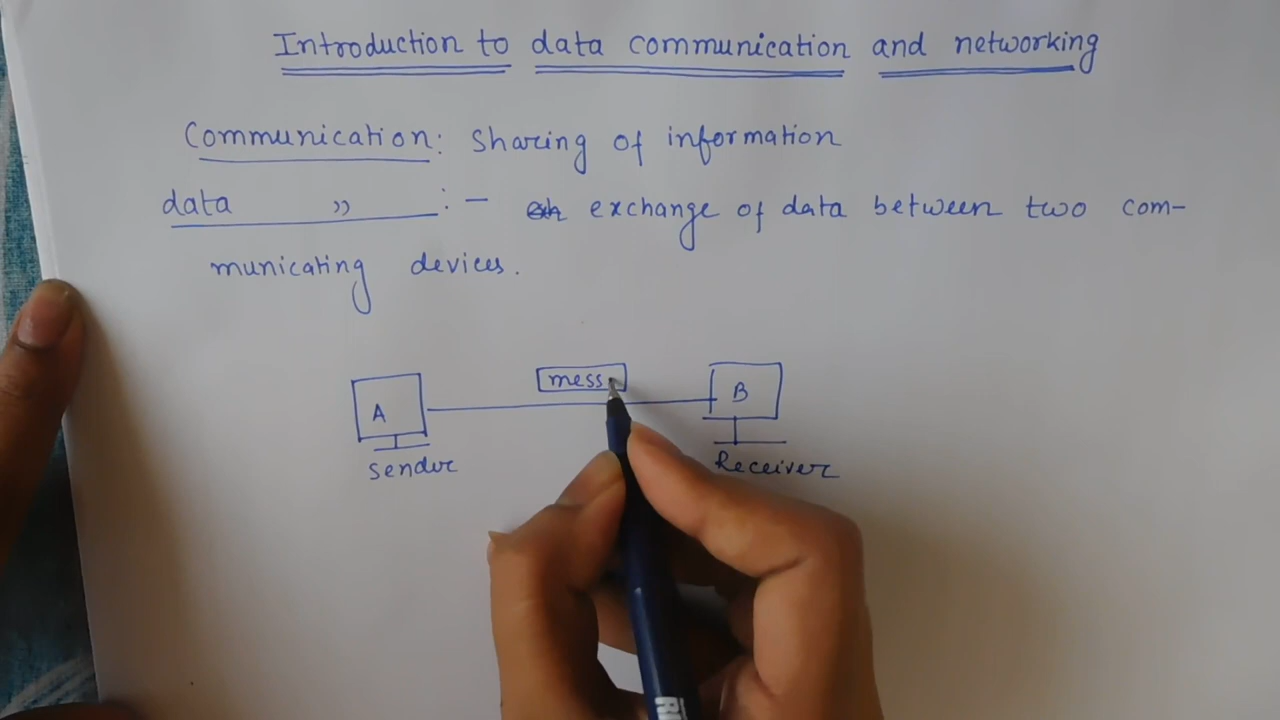 Introduction to data communication and networking
Communication: Sharing of information
data " :- exchange of data between two com-
municating devices.
mess
A
B
Sender
Receiver